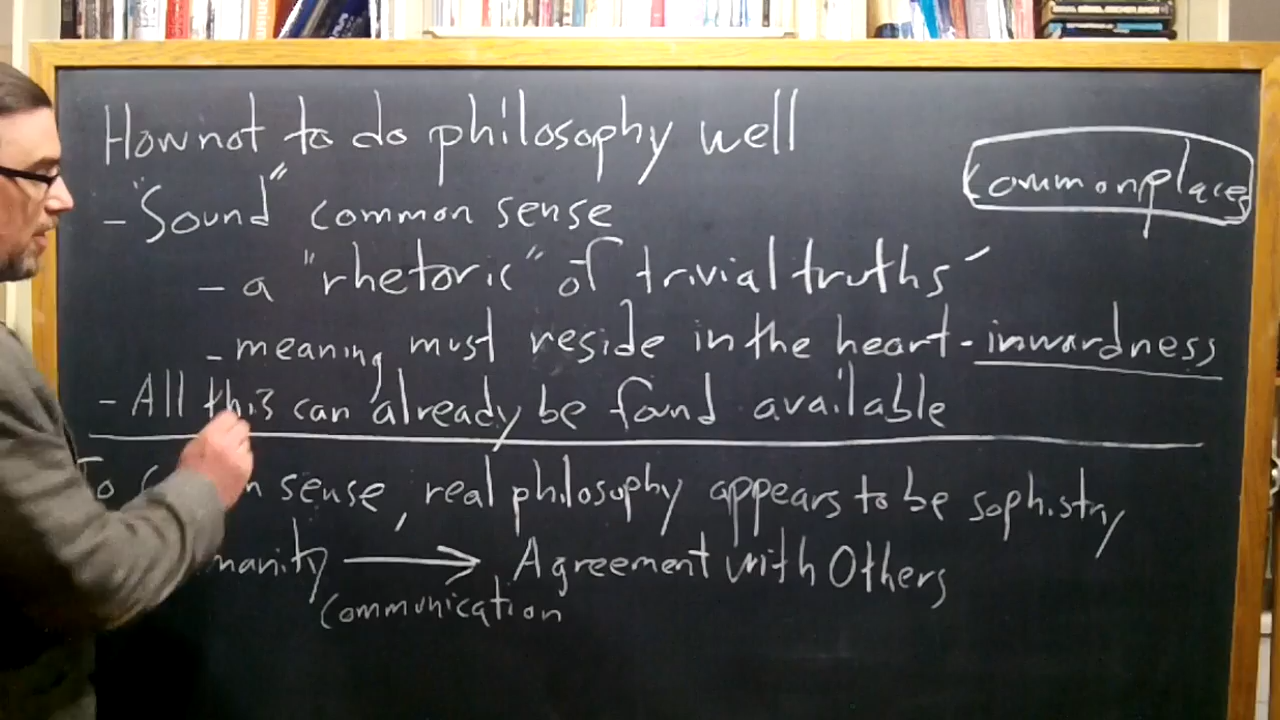 How not to do philosophy well
Commonplaces
- "Sound" common sense
- a "rhetoric" of trivial truths
- meaning must reside in the heart - inwardness
- All this can already be found available
To sense, real philosophy appears to be sophistry
→ Agreement with Others
communication